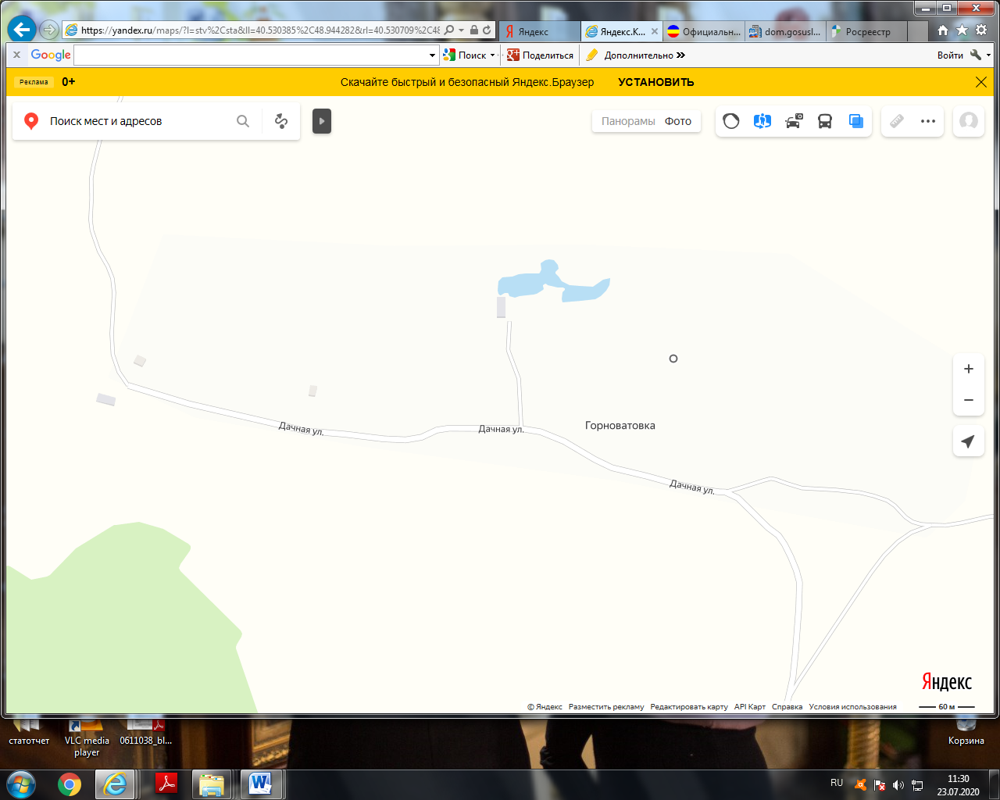 https://yandex.ru/maps/?l=stv%2Csta&ll=40.530385%2C48.944282&rl=40.530709%2C48
Яндекс
Яндекс.К...
Официальн...
dom.gosusl...
Росреестр
x Google
Поиск
Поделиться
Дополнительно »
Войти
Реклама
0+
Скачайте быстрый и безопасный Яндекс.Браузер
УСТАНОВИТЬ
Поиск мест и адресов
Панорамы Фото
Дачная ул.
Дачная ул.
Горноватовка
Дачная ул.
Яндекс
© Яндекс Разместить рекламу Редактировать карту API Карт Справка Условия использования
60 м
статотчет
VLC media
player
0611038_bl...
Корзина
RU
11:30
23.07.2020